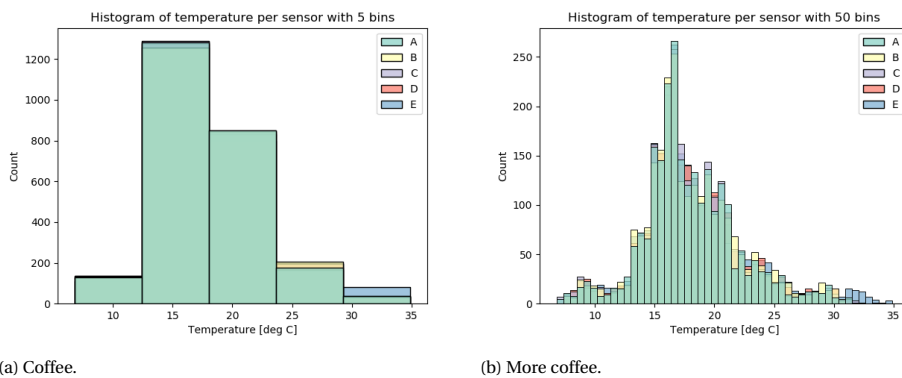 Histogram of temperature per sensor with 5 bins
1200
1000
800
600
400
200
0
Count
10 15 20 25 30 35
Temperature [deg C]
A
B
C
D
E
(a) Coffee.
Histogram of temperature per sensor with 50 bins
250
200
150
100
50
0
Count
10 15 20 25 30 35
Temperature [deg C]
A
B
C
D
E
(b) More coffee.